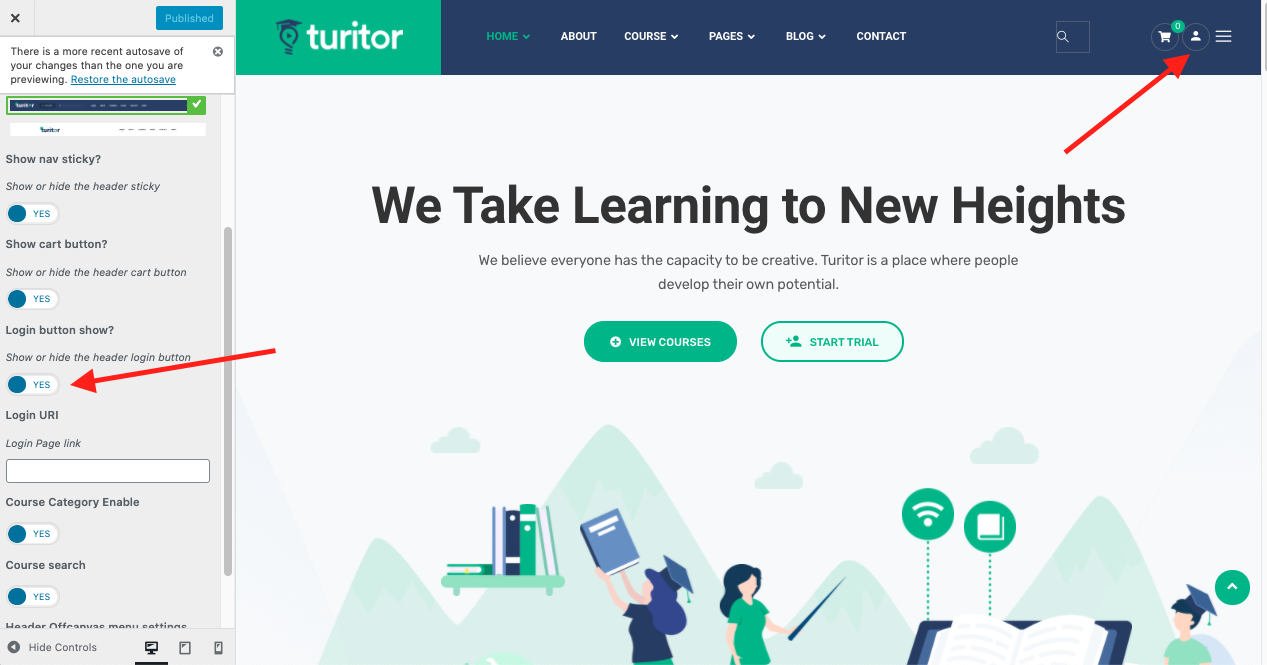 Published
There is a more recent autosave of
your changes than the one you are
previewing. Restore the autosave
turitor
turitor
Show nav sticky?
Show or hide the header sticky
YES
Show cart button?
Show or hide the header cart button
YES
Login button show?
Show or hide the header login button
YES
Login URI
Login Page link
Course Category Enable
YES
Course search
YES
Header Offcanvas menu settings
Hide Controls
turitor
HOME
ABOUT
COURSE
PAGES
BLOG
CONTACT
0
We Take Learning to New Heights
We believe everyone has the capacity to be creative. Turitor is a place where people
develop their own potential.
VIEW COURSES
START TRIAL